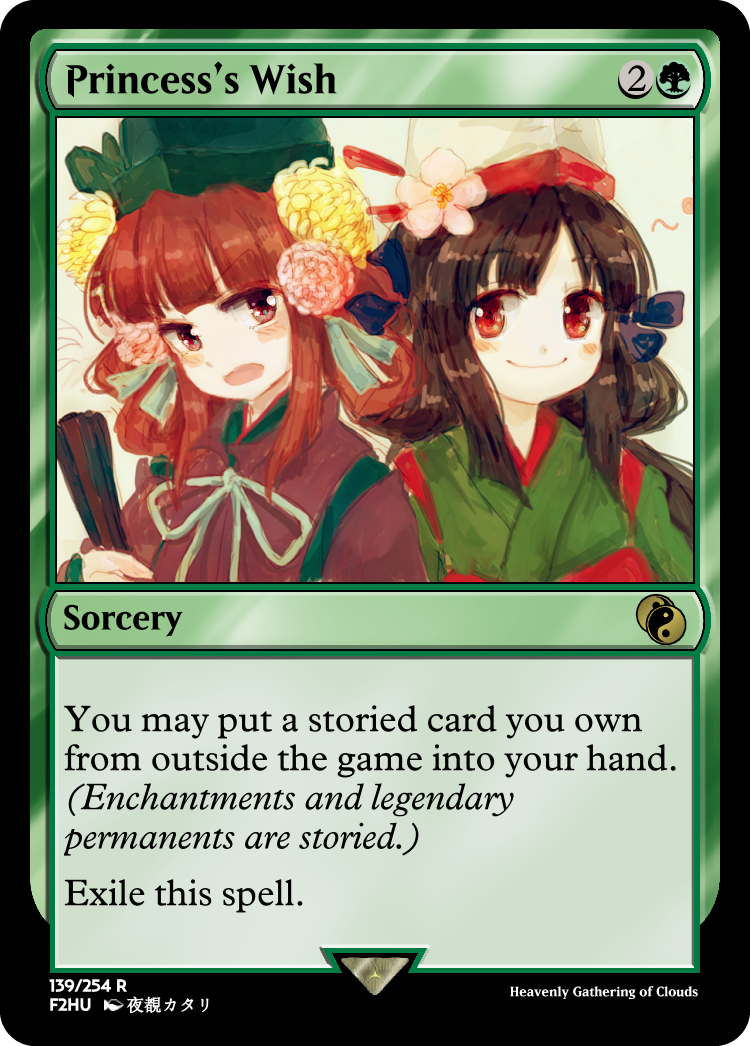 Princess's Wish 2
Sorcery
You may put a storied card you own
from outside the game into your hand.
(Enchantments and legendary
permanents are storied.)
Exile this spell.
139/254 R
F2HU 夜覩カタリ
Heavenly Gathering of Clouds